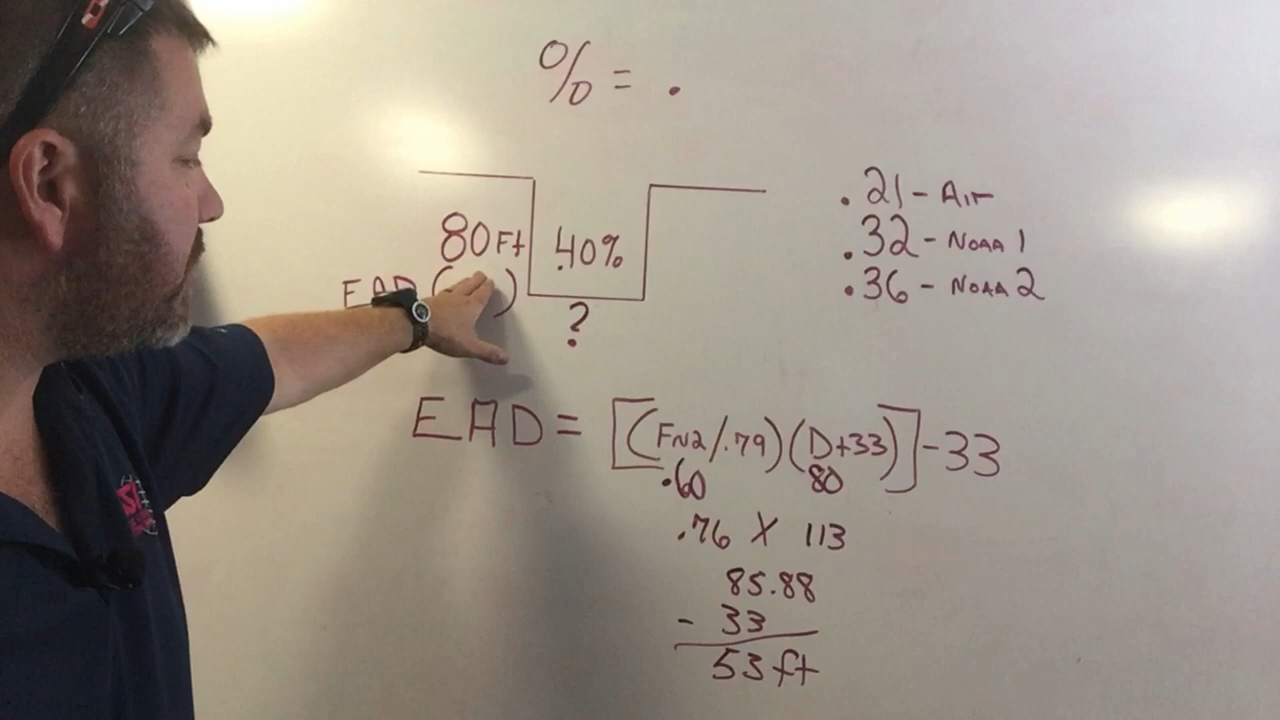 % = .
80Ft .40%
EAD ( )
?
.21 - Air
.32 - NOAA 1
.36 - NOAA 2
EAD = [(FN2/.79)(D+33)] - 33
.60 80
.76 X 113
85.88
- 33
53 ft